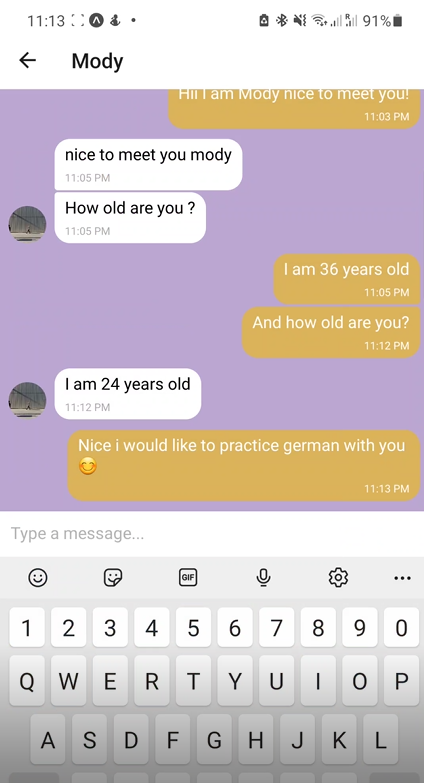 11:13
91%
Mody
Hii I am Mody nice to meet you!
11:03 PM
nice to meet you mody
11:05 PM
How old are you ?
11:05 PM
I am 36 years old
11:05 PM
And how old are you?
11:12 PM
I am 24 years old
11:12 PM
Nice i would like to practice german with you
😊
11:13 PM
Type a message...
GIF
1 2 3 4 5 6 7 8 9 0
Q W E R T Y U I O P
A S D F G H J K L